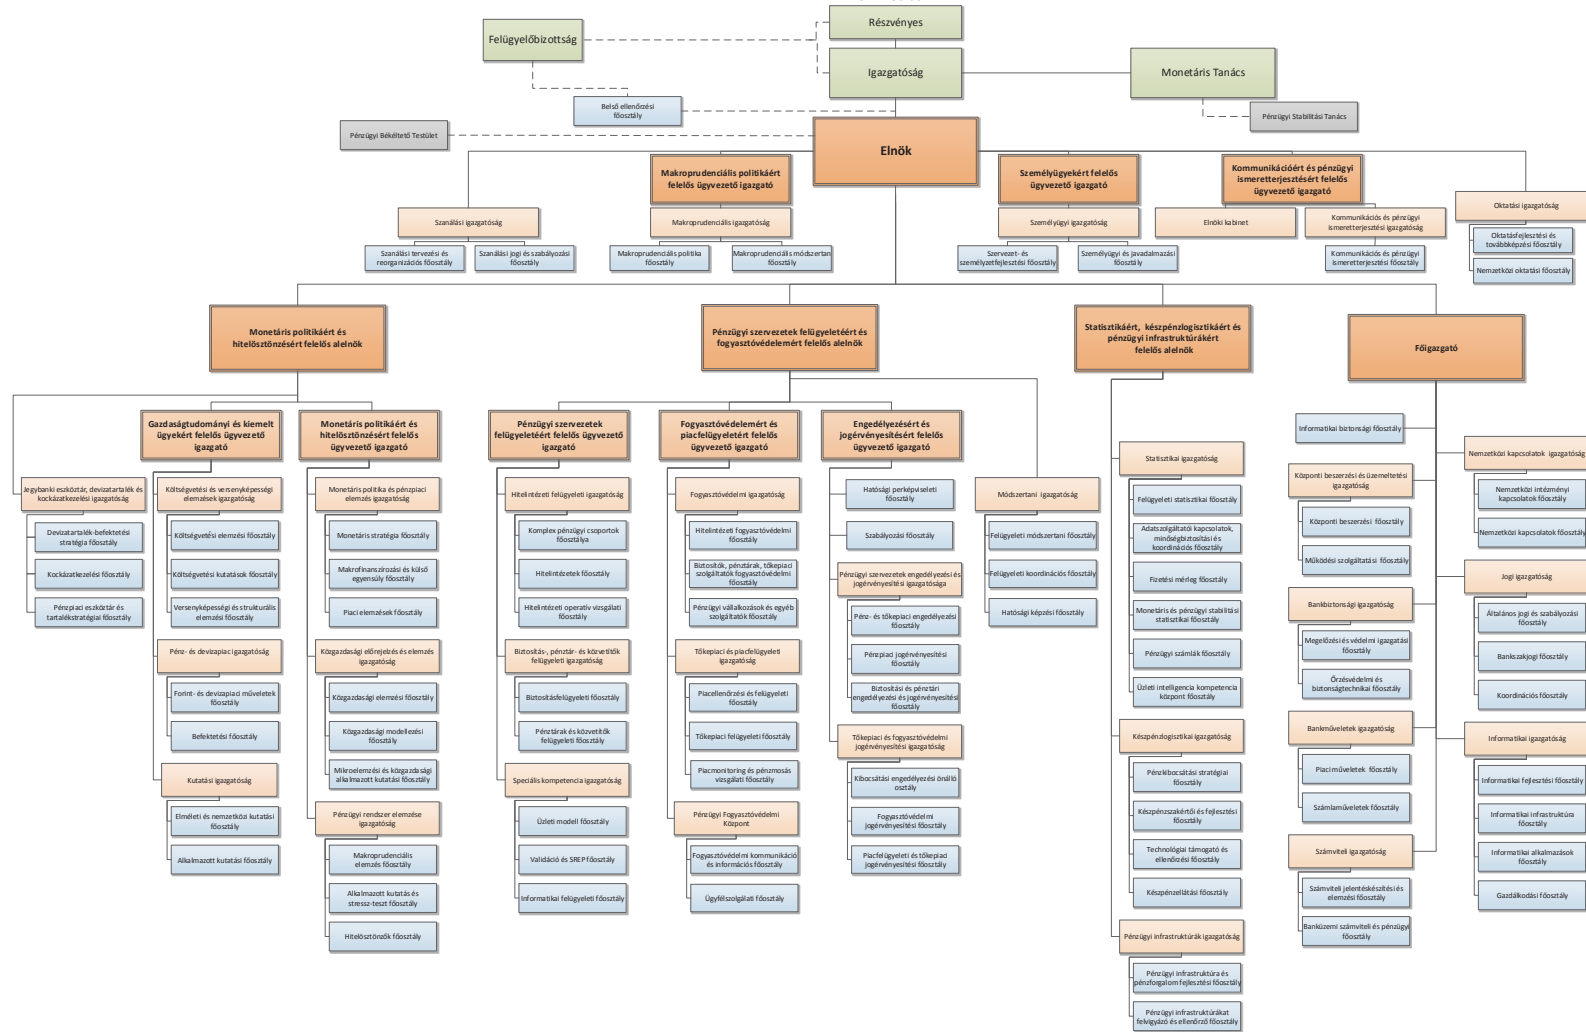 Részvényes
Felügyelőbizottság
Igazgatóság
Monetáris Tanács
Belső ellenőrzési
főosztály
Pénzügyi Stabilitási Tanács
Pénzügyi Békéltető Testület
Elnök
Makroprudenciális politikáért
felelős ügyvezető igazgató
Személyügyekért felelős
ügyvezető igazgató
Kommunikációért és pénzügyi
ismeretterjesztésért felelős
ügyvezető igazgató
Szanálási igazgatóság
Makroprudenciális igazgatóság
Személyügyi igazgatóság
Elnöki kabinet
Kommunikációs és pénzügyi
ismeretterjesztési igazgatóság
Oktatási igazgatóság
Szanálási tervezési és
reorganizációs főosztály
Szanálási jogi és szabályozási
főosztály
Makroprudenciális politika
főosztály
Makroprudenciális módszertan
főosztály
Szervezet- és
személyzetfejlesztési főosztály
Személyügyi és javadalmazási
főosztály
Kommunikációs és pénzügyi
ismeretterjesztési főosztály
Oktatásfejlesztési és
továbbképzési főosztály
Nemzetközi oktatási főosztály
Monetáris politikáért és
hitelösztönzésért felelős alelnök
Pénzügyi szervezetek felügyeletéért és
fogyasztóvédelemért felelős alelnök
Statisztikáért, készpénzlogisztikáért és
pénzügyi infrastruktúrákért
felelős alelnök
Főigazgató
Gazdaságtudományi és kiemelt
ügyekért felelős ügyvezető
igazgató
Monetáris politikáért és
hitelösztönzésért felelős
ügyvezető igazgató
Pénzügyi szervezetek
felügyeletéért felelős ügyvezető
igazgató
Fogyasztóvédelemért és
piacfelügyeletért felelős
ügyvezető igazgató
Engedélyezésért és
jogérvényesítésért felelős
ügyvezető igazgató
Jegybanki eszköztár, devizatartalék és
kockázatkezelési igazgatóság
Devizatartalék-befektetési
stratégia főosztály
Kockázatkezelési főosztály
Pénzpiaci eszköztár és
tartalékstratégiai főosztály
Költségvetési és versenyképességi
elemzések igazgatóság
Költségvetési elemzési főosztály
Költségvetési kutatások főosztály
Versenyképességi és strukturális
elemzési főosztály
Pénz- és devizapiac igazgatóság
Forint- és devizapiaci műveletek
főosztály
Befektetési főosztály
Kutatási igazgatóság
Elméleti és nemzetközi kutatási
főosztály
Alkalmazott kutatási főosztály
Monetáris politika és pénzpiaci
elemzés igazgatóság
Monetáris stratégia főosztály
Makrofinanszírozási és külső
egyensúly főosztály
Piaci elemzések főosztály
Közgazdasági előrejelzés és elemzés
igazgatóság
Közgazdasági elemzési főosztály
Közgazdasági modellezési
főosztály
Mikroelemzési és közgazdasági
alkalmazott kutatási főosztály
Pénzügyi rendszer elemzése
igazgatóság
Makroprudenciális
elemzés főosztály
Alkalmazott kutatás és
stressz-teszt főosztály
Hitelösztönzők főosztály
Hitelintézeti felügyeleti igazgatóság
Komplex pénzügyi csoportok
főosztálya
Hitelintézetek főosztály
Hitelintézeti operatív vizsgálati
főosztály
Biztosítás-, pénztár- és közvetítők
felügyeleti igazgatóság
Biztosításfelügyeleti főosztály
Pénztárak és közvetítők
felügyeleti főosztály
Speciális kompetencia igazgatóság
Üzleti modell főosztály
Validáció és SREP főosztály
Informatikai felügyeleti főosztály
Fogyasztóvédelmi igazgatóság
Hitelintézeti fogyasztóvédelmi
főosztály
Biztosítók, pénztárak, tőkepiaci
szolgáltatók fogyasztóvédelmi
főosztály
Pénzügyi vállalkozások és egyéb
szolgáltatók főosztály
Tőkepiaci és piacfelügyeleti
igazgatóság
Piacellenőrzési és felügyeleti
főosztály
Tőkepiaci felügyeleti főosztály
Piacmonitoring és pénzmosás
vizsgálati főosztály
Pénzügyi Fogyasztóvédelmi
Központ
Fogyasztóvédelmi kommunikáció
és információs főosztály
Ügyfélszolgálati főosztály
Hatósági perképviseleti
főosztály
Szabályozási főosztály
Pénzügyi szervezetek engedélyezési és
jogérvényesítési igazgatósága
Pénz- és tőkepiaci engedélyezési
főosztály
Pénzpiaci jogérvényesítési
főosztály
Biztosítási és pénztári
engedélyezési és jogérvényesítési
főosztály
Tőkepiaci és fogyasztóvédelmi
jogérvényesítési igazgatóság
Kibocsátási engedélyezési önálló
osztály
Fogyasztóvédelmi
jogérvényesítési főosztály
Piacfelügyeleti és tőkepiaci
jogérvényesítési főosztály
Módszertani igazgatóság
Felügyeleti módszertani főosztály
Felügyeleti koordinációs főosztály
Hatósági képzési főosztály
Statisztikai igazgatóság
Felügyeleti statisztikai főosztály
Adatszolgáltatói kapcsolatok,
minőségbiztosítási és
koordinációs főosztály
Fizetési mérleg főosztály
Monetáris és pénzügyi stabilitási
statisztikai főosztály
Pénzügyi számlák főosztály
Üzleti intelligencia kompetencia
központ főosztály
Készpénzlogisztikai igazgatóság
Pénzkibocsátási stratégiai
főosztály
Készpénzszakértői és fejlesztési
főosztály
Technológiai támogató és
ellenőrzési főosztály
Készpénzellátási főosztály
Pénzügyi infrastruktúrák igazgatóság
Pénzügyi infrastruktúra és
pénzforgalom fejlesztési főosztály
Pénzügyi infrastruktúrákat
felvigyázó és ellenőrző főosztály
Informatikai biztonsági főosztály
Központi beszerzési és üzemeltetési
igazgatóság
Központi beszerzési főosztály
Működési szolgáltatási főosztály
Bankbiztonsági igazgatóság
Megelőzési és védelmi igazgatási
főosztály
Őrzésvédelmi és
biztonságtechnikai főosztály
Bankműveletek igazgatóság
Piaci műveletek főosztály
Számlaműveletek főosztály
Számviteli igazgatóság
Számviteli jelentéskészítési és
elemzési főosztály
Banküzemi számviteli és pénzügyi
főosztály
Nemzetközi kapcsolatok igazgatóság
Nemzetközi intézményi
kapcsolatok főosztály
Nemzetközi kapcsolatok főosztály
Jogi igazgatóság
Általános jogi és szabályozási
főosztály
Bankszakjogi főosztály
Koordinációs főosztály
Informatikai igazgatóság
Informatikai fejlesztési főosztály
Informatikai infrastruktúra
főosztály
Informatikai alkalmazások
főosztály
Gazdálkodási főosztály